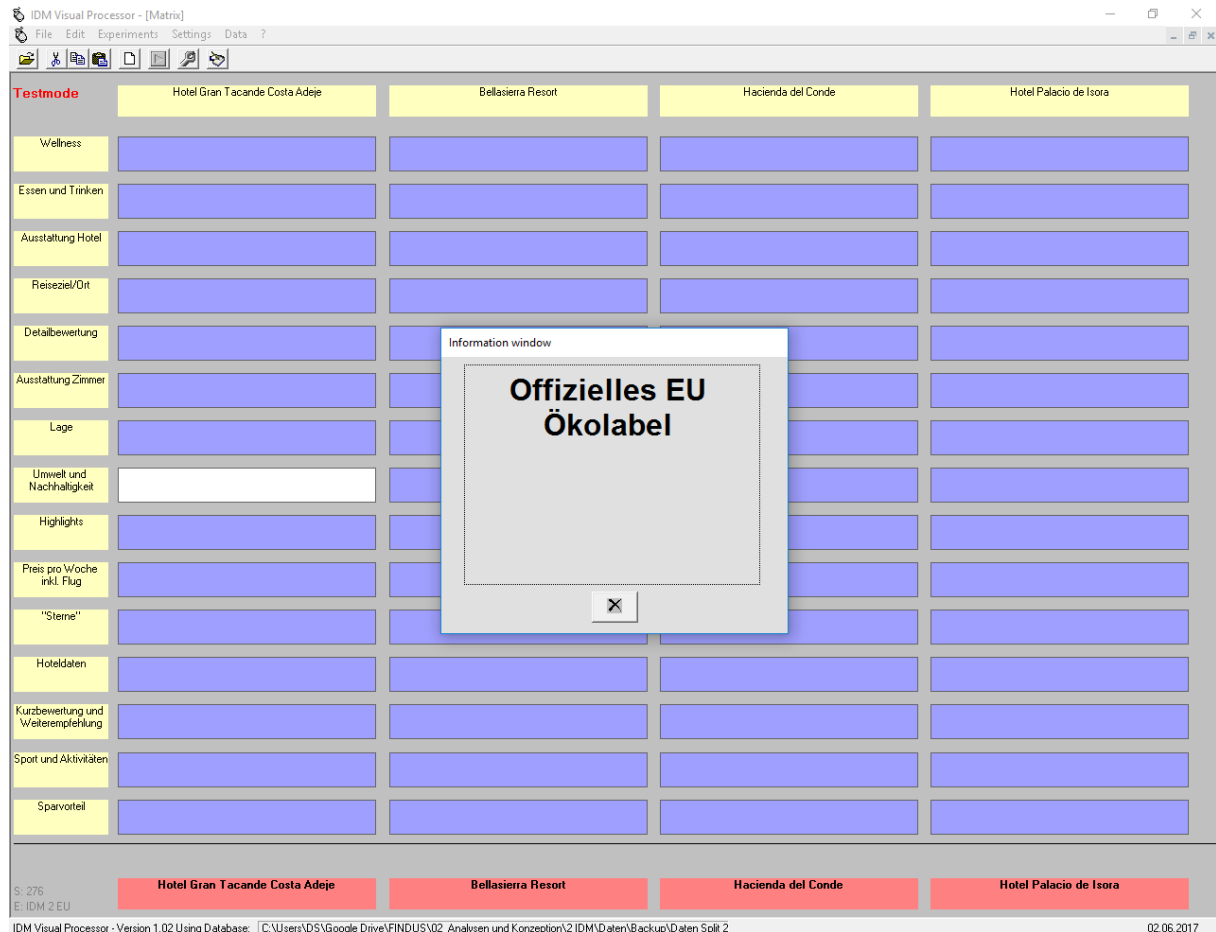 IDM Visual Processor - [Matrix]
File Edit Experiments Settings Data ?
Testmode
Hotel Gran Tacande Costa Adeje
Bellasierra Resort
Hacienda del Conde
Hotel Palacio de Isora
Wellness
Essen und Trinken
Ausstattung Hotel
Reiseziel/Ort
Detailbewertung
Information window
Offizielles EU
Ökolabel
Ausstattung Zimmer
Lage
Umwelt und
Nachhaltigkeit
Highlights
Preis pro Woche
inkl. Flug
"Sterne"
Hoteldaten
Kurzbewertung und
Weiterempfehlung
Sport und Aktivitäten
Sparvorteil
Hotel Gran Tacande Costa Adeje
Bellasierra Resort
Hacienda del Conde
Hotel Palacio de Isora
S: 276
E: IDM 2 EU
IDM Visual Processor - Version 1.02 Using Database: C:\Users\DS\Google Drive\FINDUS\02_Analysen und Konzeption\2 IDM\Daten\Backup\Daten Split 2
02.06.2017